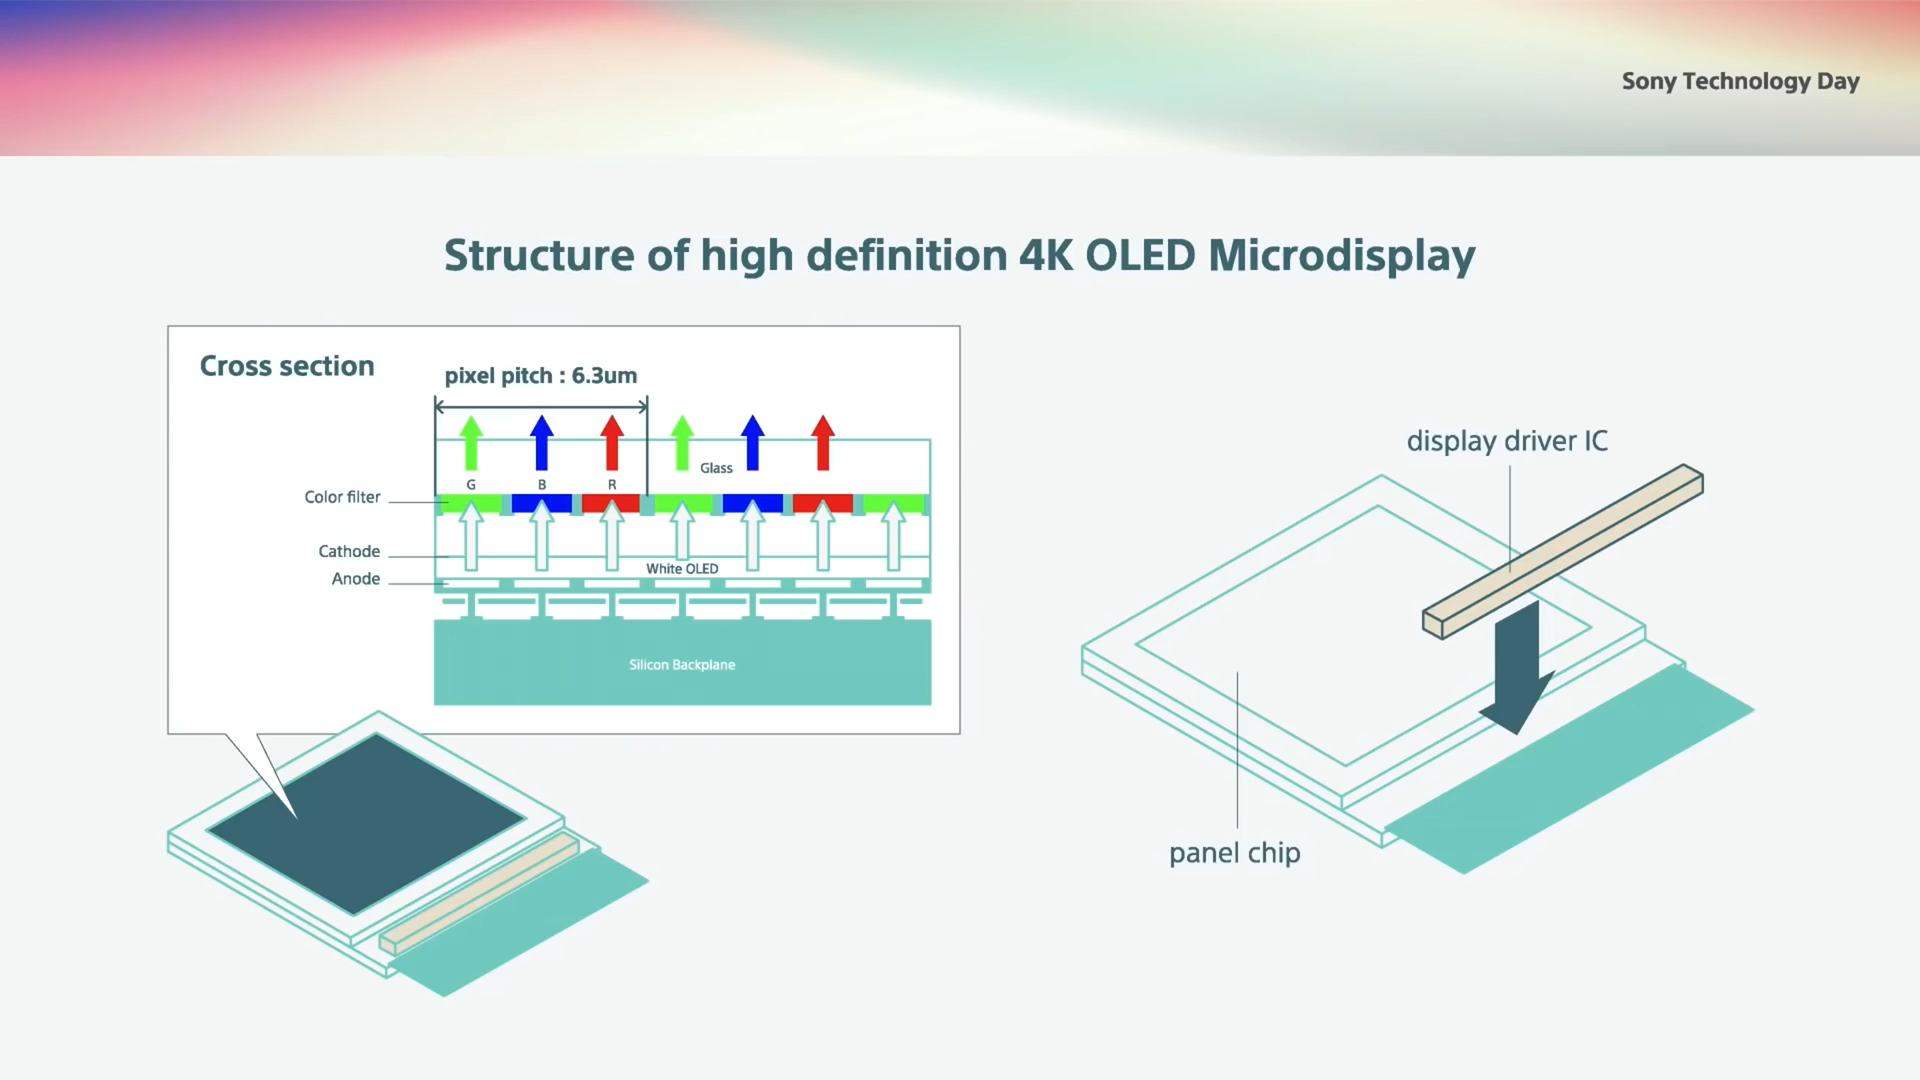 Sony Technology Day
Structure of high definition 4K OLED Microdisplay
Cross section
pixel pitch : 6.3um
Glass
G
B
R
Color filter
Cathode
White OLED
Anode
Silicon Backplane
display driver IC
panel chip